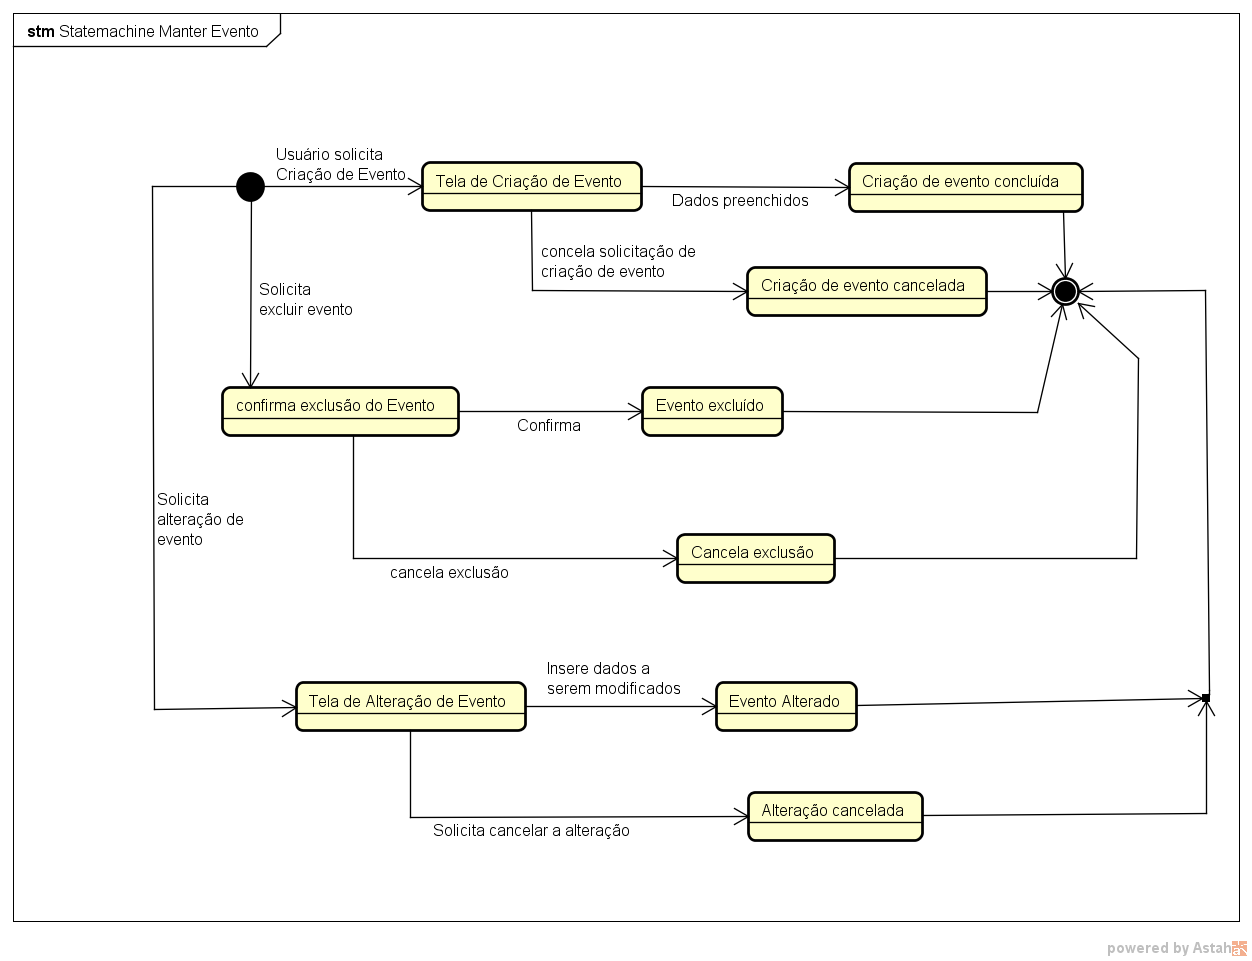 stm Statemachine Manter Evento
Usuário solicita
Criação de Evento
Tela de Criação de Evento
Dados preenchidos
Criação de evento concluída
concela solicitação de
criação de evento
Criação de evento cancelada
Solicita
excluir evento
confirma exclusão do Evento
Confirma
Evento excluído
Solicita
alteração de
evento
cancela exclusão
Cancela exclusão
Tela de Alteração de Evento
Insere dados a
serem modificados
Evento Alterado
Solicita cancelar a alteração
Alteração cancelada
powered by Astah